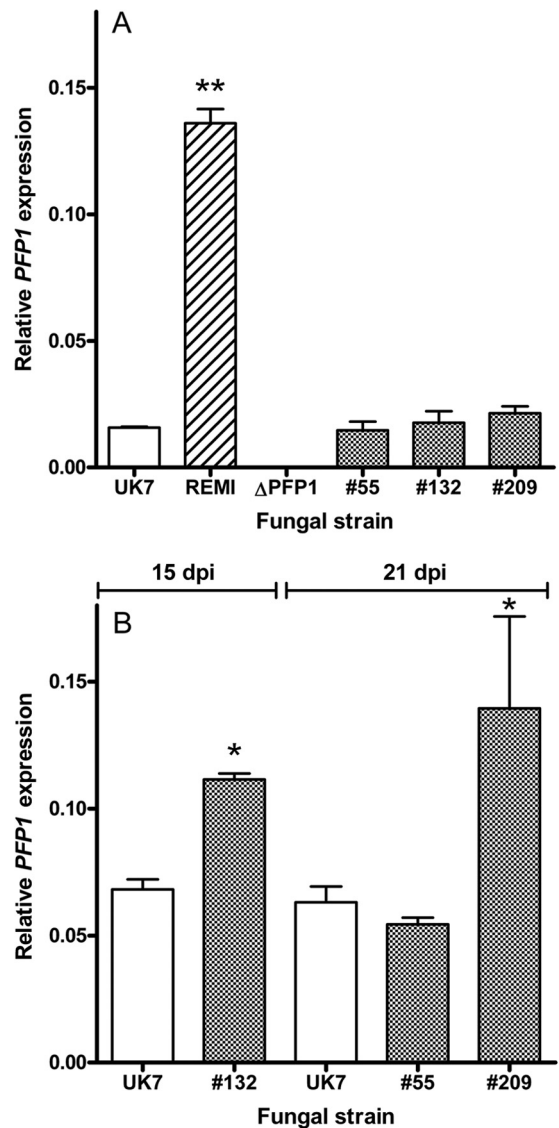 A
**
0.15
0.10
0.05
0.00
Relative PFP1 expression
UK7 REMI ΔPFP1 #55 #132 #209
Fungal strain
15 dpi 21 dpi
B
*
*
0.15
0.10
0.05
0.00
Relative PFP1 expression
UK7 #132 UK7 #55 #209
Fungal strain